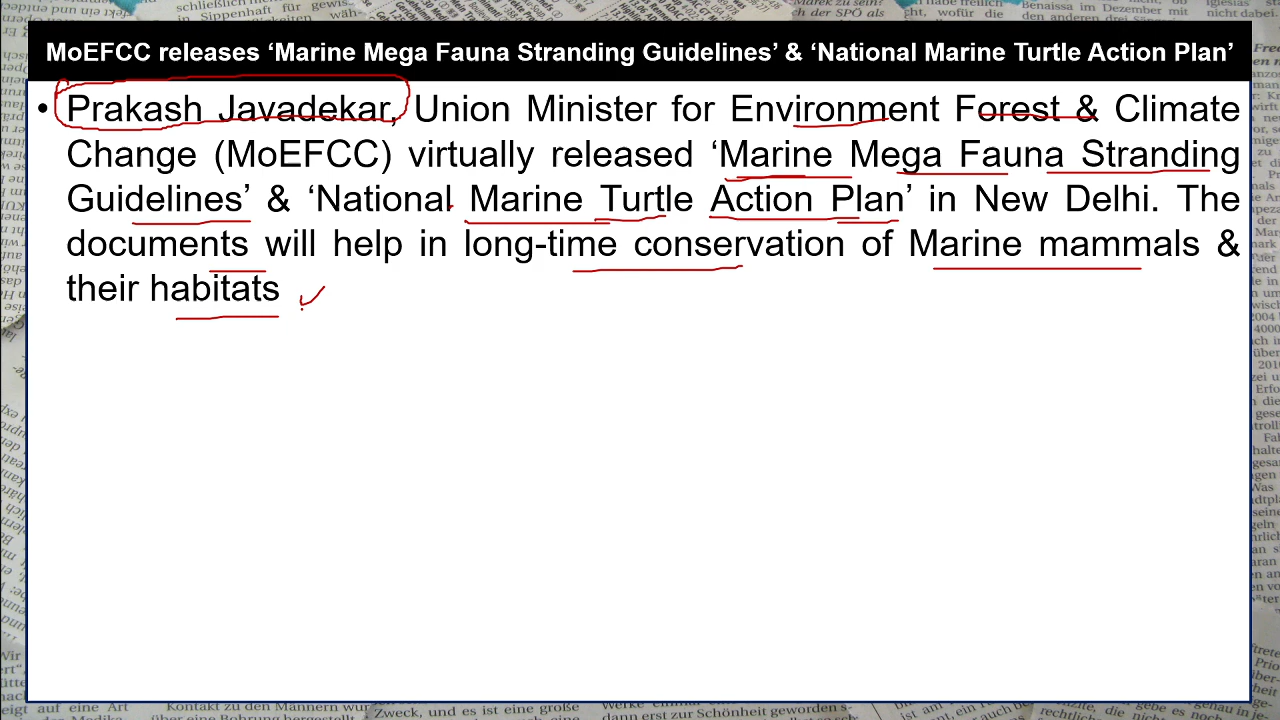 MoEFCC releases ‘Marine Mega Fauna Stranding Guidelines’ & ‘National Marine Turtle Action Plan’
• Prakash Javadekar, Union Minister for Environment Forest & Climate
Change (MoEFCC) virtually released ‘Marine Mega Fauna Stranding
Guidelines’ & ‘National Marine Turtle Action Plan’ in New Delhi. The
documents will help in long-time conservation of Marine mammals &
their habitats